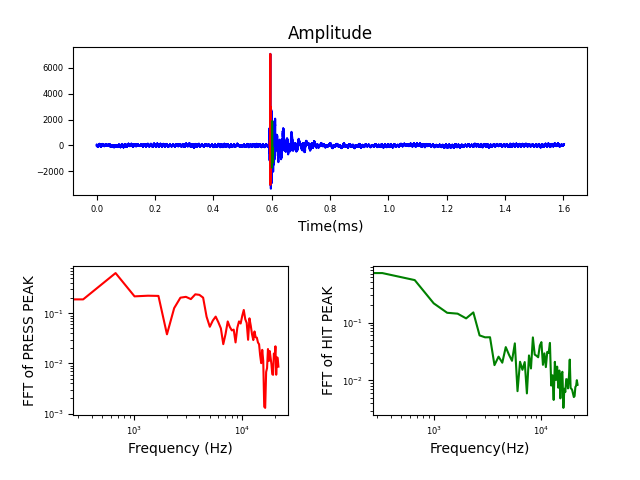 Amplitude
6000
4000
2000
0
−2000
0.0 0.2 0.4 0.6 0.8 1.0 1.2 1.4 1.6
Time(ms)
FFT of PRESS PEAK
10⁻¹
10⁻²
10⁻³
10³ 10⁴
Frequency (Hz)
FFT of HIT PEAK
10⁻¹
10⁻²
10³ 10⁴
Frequency(Hz)